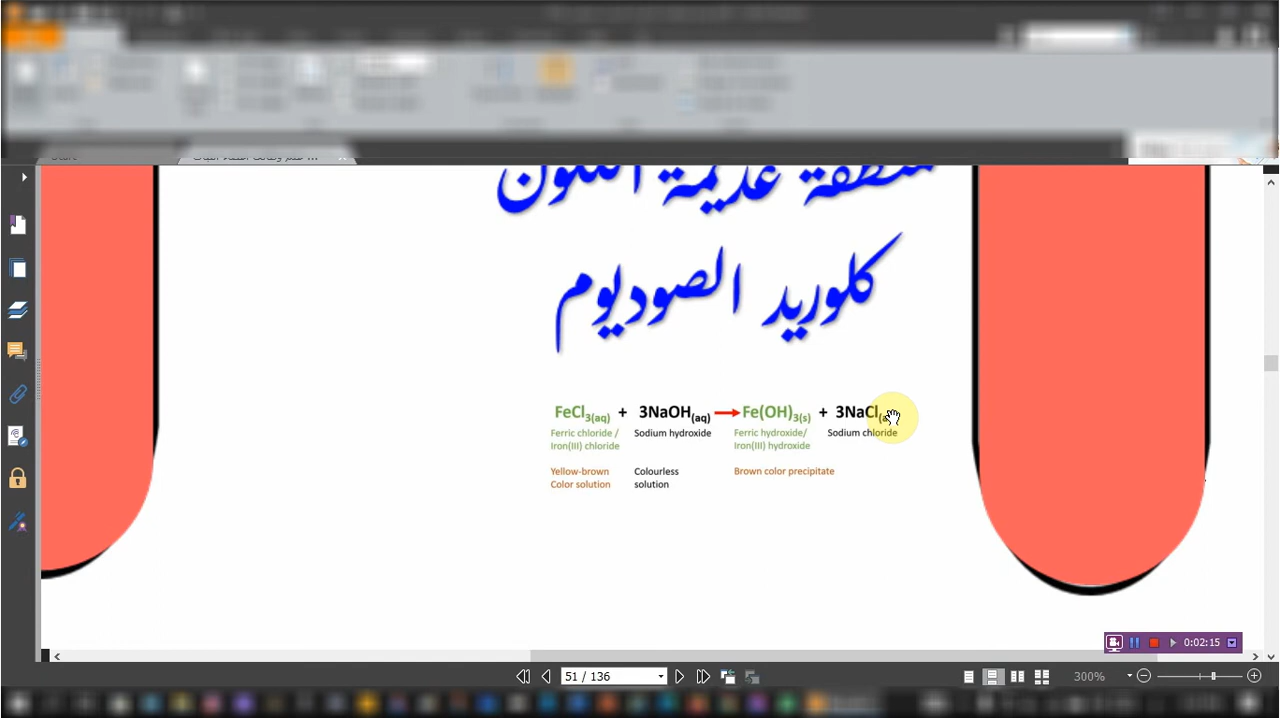 منطقة عديمة اللون
كلوريد الصوديوم
FeCl3(aq) + 3NaOH(aq) → Fe(OH)3(s) + 3NaCl
Ferric chloride / Iron(III) chloride
Sodium hydroxide
Ferric hydroxide/ Iron(III) hydroxide
Sodium chloride
Yellow-brown Color solution
Colourless solution
Brown color precipitate
0:02:15
51 / 136
300%